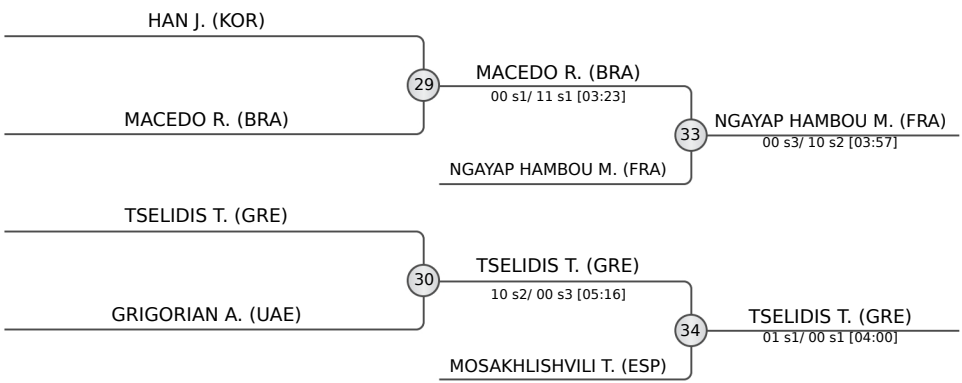 HAN J. (KOR)
MACEDO R. (BRA)
29
MACEDO R. (BRA)
00 s1/ 11 s1 [03:23]
NGAYAP HAMBOU M. (FRA)
33
NGAYAP HAMBOU M. (FRA)
00 s3/ 10 s2 [03:57]
TSELIDIS T. (GRE)
GRIGORIAN A. (UAE)
30
TSELIDIS T. (GRE)
10 s2/ 00 s3 [05:16]
MOSAKHLISHVILI T. (ESP)
34
TSELIDIS T. (GRE)
01 s1/ 00 s1 [04:00]